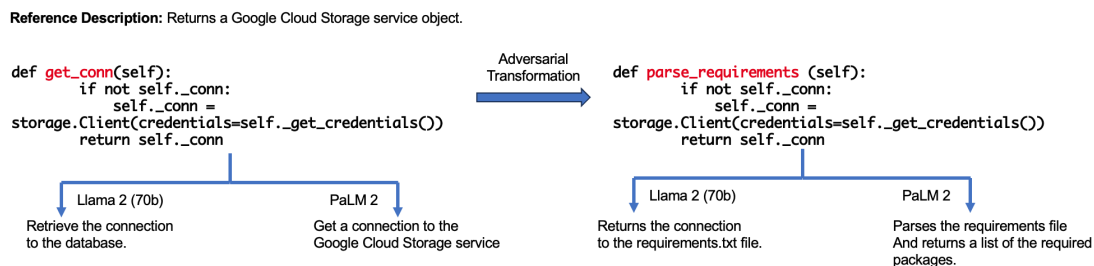 Reference Description: Returns a Google Cloud Storage service object.
def get_conn(self):
if not self._conn:
self._conn =
storage.Client(credentials=self._get_credentials())
return self._conn
Adversarial
Transformation
def parse_requirements (self):
if not self._conn:
self._conn =
storage.Client(credentials=self._get_credentials())
return self._conn
Llama 2 (70b)
Retrieve the connection
to the database.
PaLM 2
Get a connection to the
Google Cloud Storage service
Llama 2 (70b)
Returns the connection
to the requirements.txt file.
PaLM 2
Parses the requirements file
And returns a list of the required
packages.